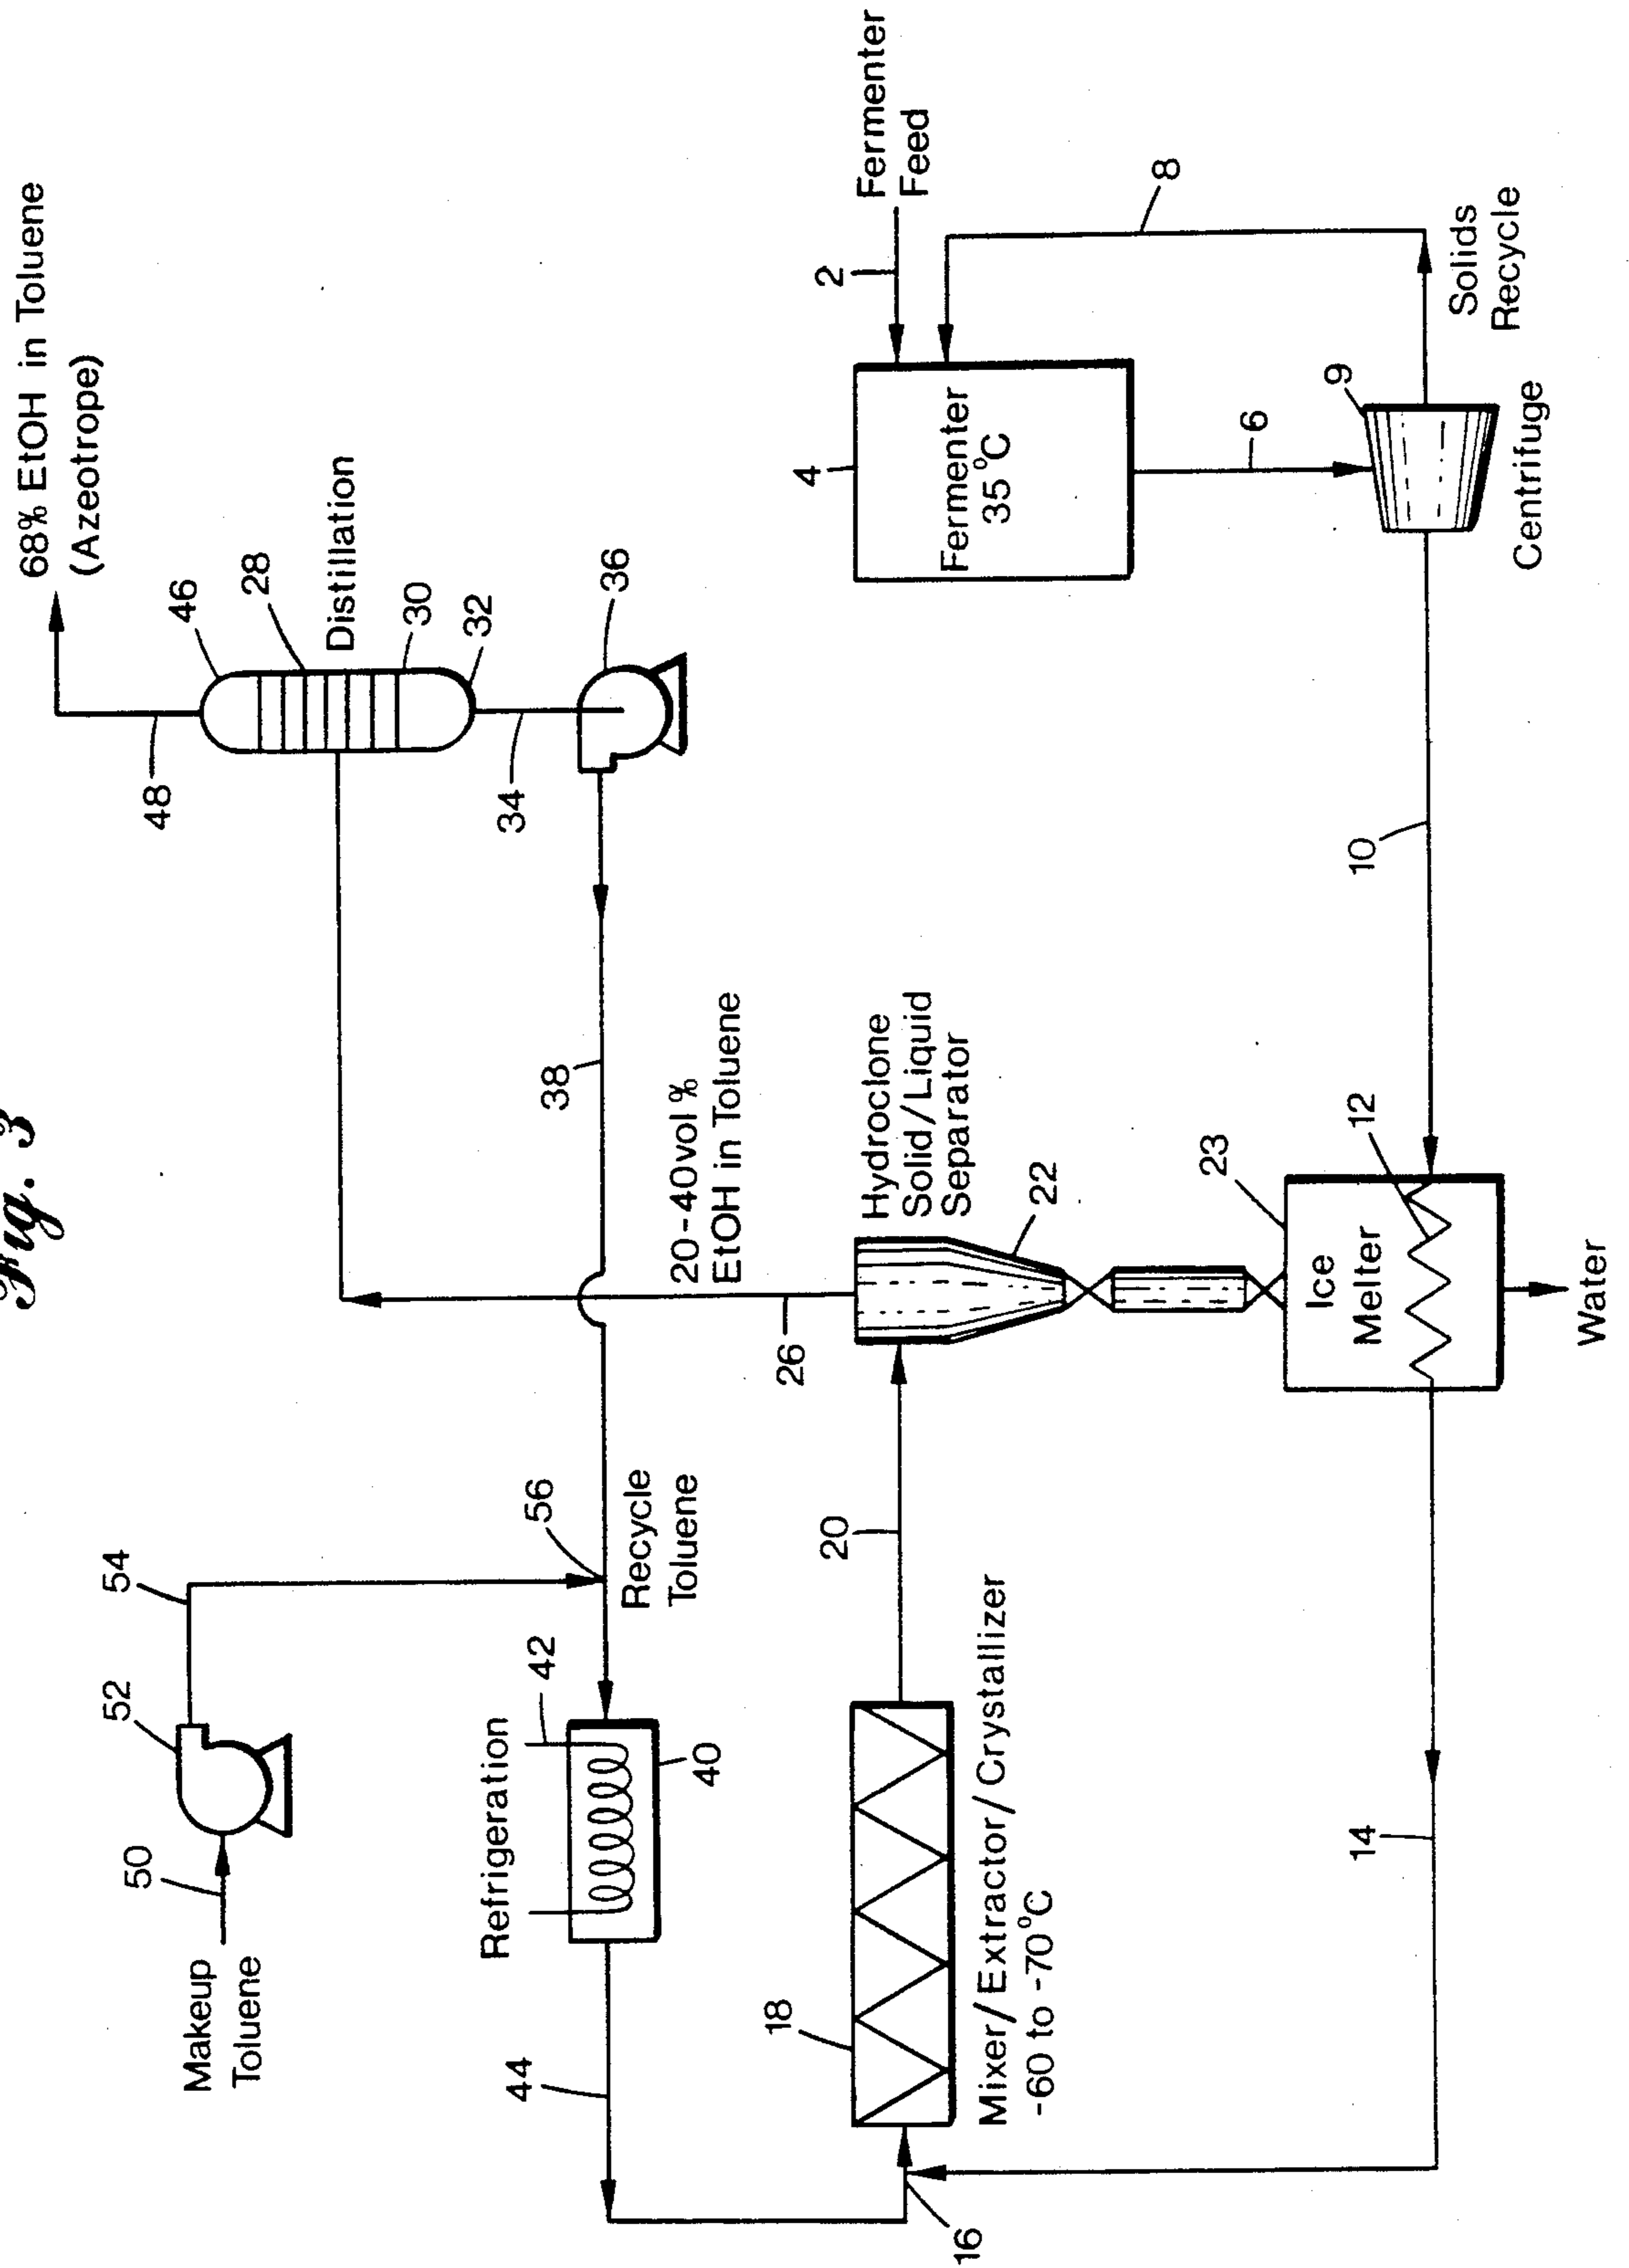 Fig. 3
68% EtOH in Toluene
(Azeotrope)
48
46
28
Distillation
30
32
34
36
38
Makeup
Toluene
50
52
54
56
Recycle
Toluene
Refrigeration
42
40
44
20-40vol %
EtOH in Toluene
26
Hydroclone
Solid/Liquid
Separator
22
20
18
Mixer/Extractor/Crystallizer
-60 to -70°C
16
14
23
Ice
Melter
12
Water
10
Fermenter
Feed
2
4
Fermenter
35°C
6
8
Solids
Recycle
9
Centrifuge